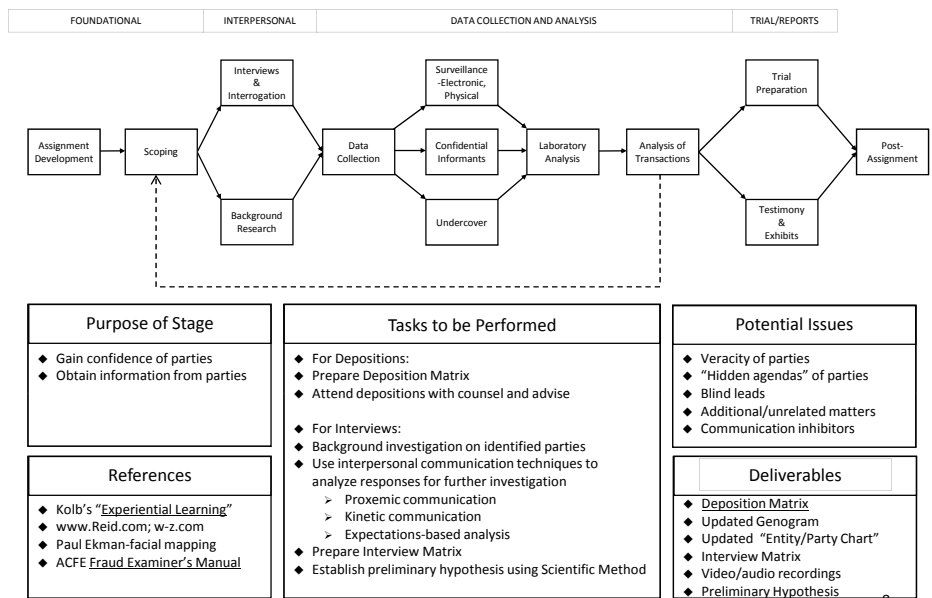 FOUNDATIONAL
INTERPERSONAL
DATA COLLECTION AND ANALYSIS
TRIAL/REPORTS
Interviews
&
Interrogation
Surveillance
-Electronic,
Physical
Trial
Preparation
Assignment
Development
Scoping
Data
Collection
Confidential
Informants
Laboratory
Analysis
Analysis of
Transactions
Post-
Assignment
Background
Research
Undercover
Testimony
&
Exhibits
Purpose of Stage
◆ Gain confidence of parties
◆ Obtain information from parties
References
◆ Kolb's "Experiential Learning"
◆ www.Reid.com; w-z.com
◆ Paul Ekman-facial mapping
◆ ACFE Fraud Examiner's Manual
Tasks to be Performed
◆ For Depositions:
◆ Prepare Deposition Matrix
◆ Attend depositions with counsel and advise
◆ For Interviews:
◆ Background investigation on identified parties
◆ Use interpersonal communication techniques to
analyze responses for further investigation
➢ Proxemic communication
➢ Kinetic communication
➢ Expectations-based analysis
◆ Prepare Interview Matrix
◆ Establish preliminary hypothesis using Scientific Method
Potential Issues
◆ Veracity of parties
◆ "Hidden agendas" of parties
◆ Blind leads
◆ Additional/unrelated matters
◆ Communication inhibitors
Deliverables
◆ Deposition Matrix
◆ Updated Genogram
◆ Updated "Entity/Party Chart"
◆ Interview Matrix
◆ Video/audio recordings
◆ Preliminary Hypothesis